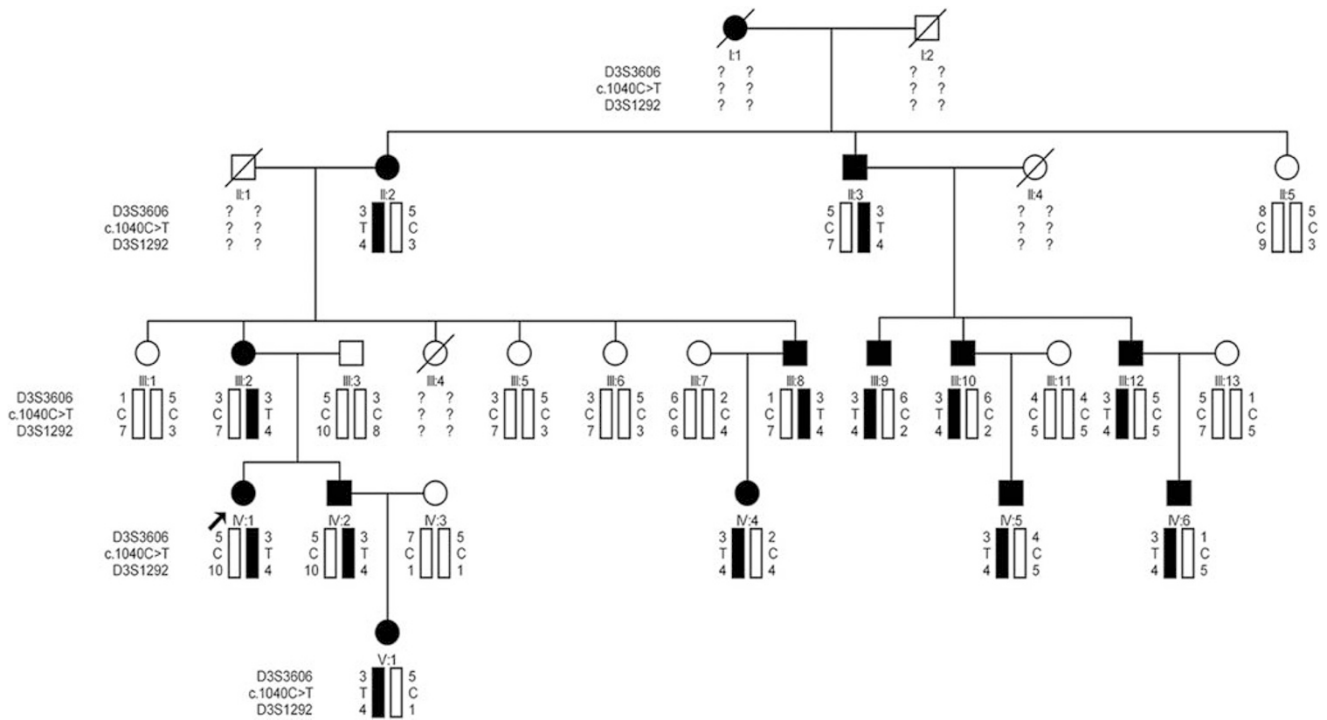 I:1 I:2
D3S3606 ? ? ? ?
c.1040C>T ? ? ? ?
D3S1292 ? ? ? ?
II:1 II:2 II:3 II:4 II:5
D3S3606 ? ? 3 5 5 3 ? ? 8 5
c.1040C>T ? ? T C C T ? ? C C
D3S1292 ? ? 4 3 7 4 ? ? 9 3
III:1 III:2 III:3 III:4 III:5 III:6 III:7 III:8 III:9 III:10 III:11 III:12 III:13
D3S3606 1 5 3 3 5 3 ? ? 3 5 3 5 6 2 1 3 3 6 3 6 4 4 3 5 5 1
c.1040C>T C C C T C C ? ? C C C C C C C T T C T C C C T C C C
D3S1292 7 3 7 4 10 8 ? ? 7 3 7 3 6 4 7 4 4 2 4 2 5 5 4 5 7 5
IV:1 IV:2 IV:3 IV:4 IV:5 IV:6
D3S3606 5 3 5 3 7 5 3 2 3 4 3 1
c.1040C>T C T C T C C T C T C T C
D3S1292 10 4 10 4 1 1 4 4 4 5 4 5
V:1
D3S3606 3 5
c.1040C>T T C
D3S1292 4 1